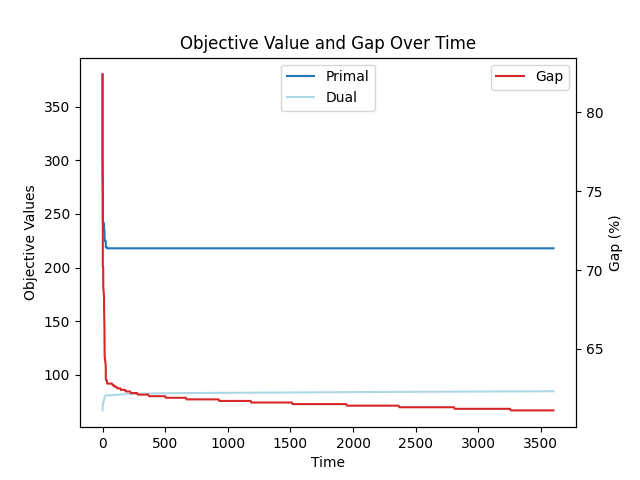 Objective Value and Gap Over Time
Primal
Dual
Gap
350
300
250
200
150
100
Objective Values
80
75
70
65
Gap (%)
0
500
1000
1500
2000
2500
3000
3500
Time